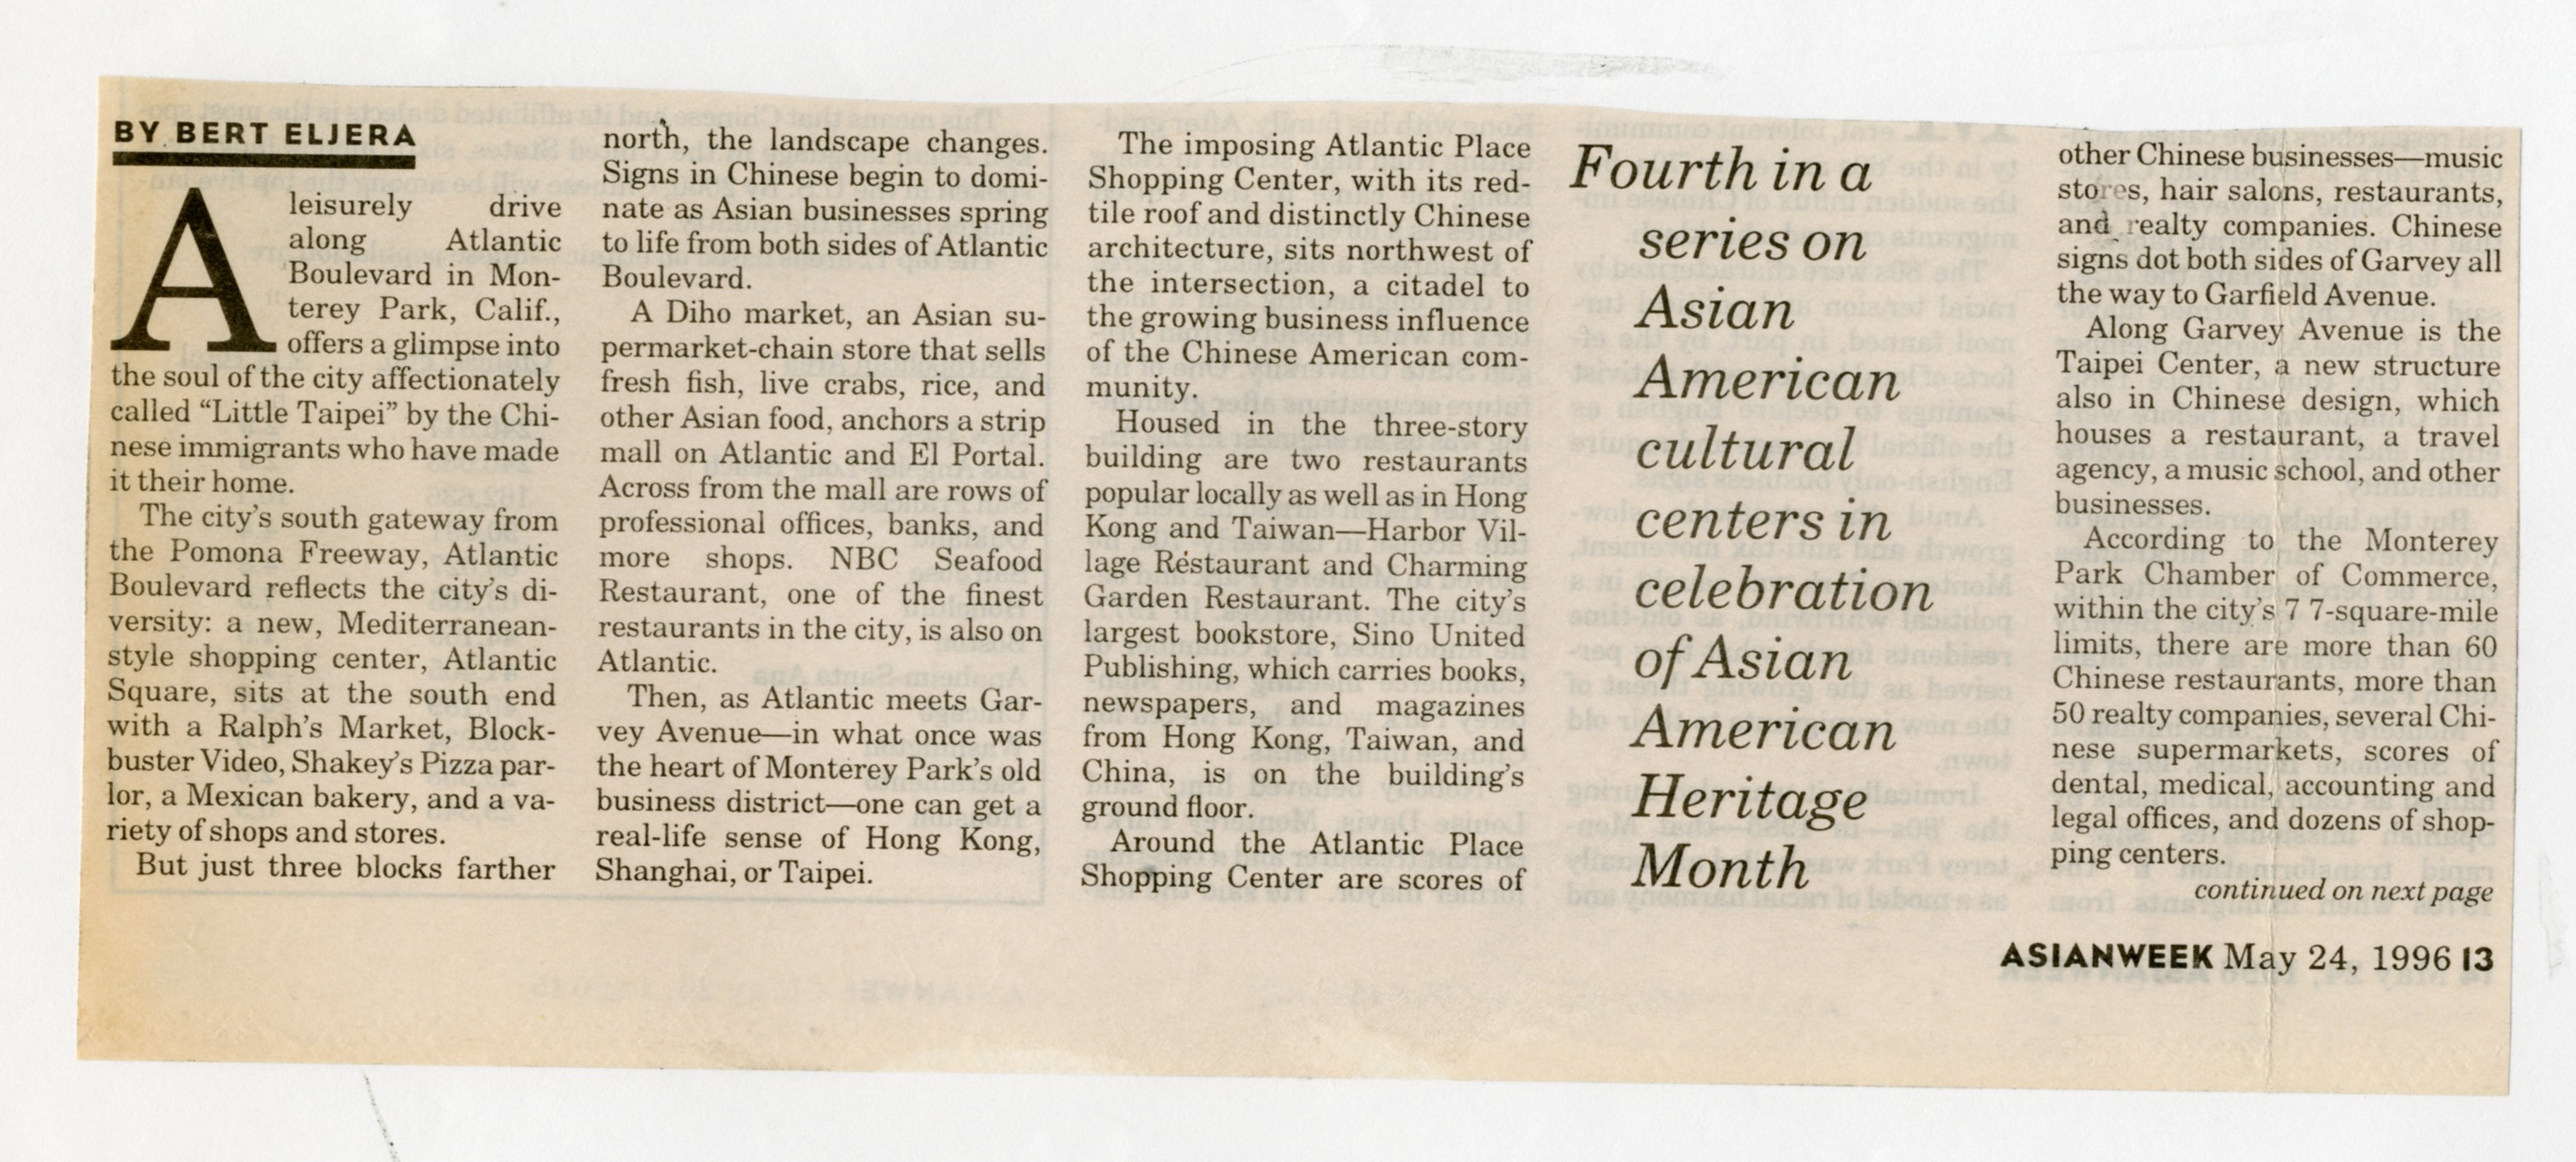 BY BERT ELJERA
A leisurely drive
along Atlantic
Boulevard in Mon-
terey Park, Calif.,
offers a glimpse into
the soul of the city affectionately
called “Little Taipei” by the Chi-
nese immigrants who have made
it their home.
The city’s south gateway from
the Pomona Freeway, Atlantic
Boulevard reflects the city’s di-
versity: a new, Mediterranean-
style shopping center, Atlantic
Square, sits at the south end
with a Ralph’s Market, Block-
buster Video, Shakey’s Pizza par-
lor, a Mexican bakery, and a va-
riety of shops and stores.
But just three blocks farther
north, the landscape changes.
Signs in Chinese begin to domi-
nate as Asian businesses spring
to life from both sides of Atlantic
Boulevard.
A Diho market, an Asian su-
permarket-chain store that sells
fresh fish, live crabs, rice, and
other Asian food, anchors a strip
mall on Atlantic and El Portal.
Across from the mall are rows of
professional offices, banks, and
more shops. NBC Seafood
Restaurant, one of the finest
restaurants in the city, is also on
Atlantic.
Then, as Atlantic meets Gar-
vey Avenue—in what once was
the heart of Monterey Park’s old
business district—one can get a
real-life sense of Hong Kong,
Shanghai, or Taipei.
The imposing Atlantic Place
Shopping Center, with its red-
tile roof and distinctly Chinese
architecture, sits northwest of
the intersection, a citadel to
the growing business influence
of the Chinese American com-
munity.
Housed in the three-story
building are two restaurants
popular locally as well as in Hong
Kong and Taiwan—Harbor Vil-
lage Restaurant and Charming
Garden Restaurant. The city’s
largest bookstore, Sino United
Publishing, which carries books,
newspapers, and magazines
from Hong Kong, Taiwan, and
China, is on the building’s
ground floor.
Around the Atlantic Place
Shopping Center are scores of
Fourth in a
series on
Asian
American
cultural
centers in
celebration
of Asian
American
Heritage
Month
other Chinese businesses—music
stores, hair salons, restaurants,
and realty companies. Chinese
signs dot both sides of Garvey all
the way to Garfield Avenue.
Along Garvey Avenue is the
Taipei Center, a new structure
also in Chinese design, which
houses a restaurant, a travel
agency, a music school, and other
businesses.
According to the Monterey
Park Chamber of Commerce,
within the city’s 7 7-square-mile
limits, there are more than 60
Chinese restaurants, more than
50 realty companies, several Chi-
nese supermarkets, scores of
dental, medical, accounting and
legal offices, and dozens of shop-
ping centers.
continued on next page
ASIANWEEK May 24, 1996 13